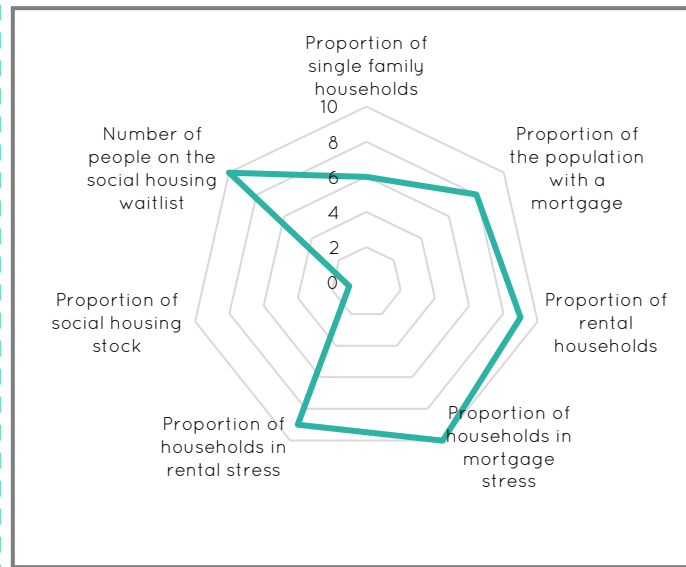 Proportion of
single family
households
10
8
6
4
2
0
Proportion of
the population
with a
mortgage
Proportion of
rental
households
Proportion of
households in
mortgage
stress
Proportion of
households in
rental stress
Proportion of
social housing
stock
Number of
people on the
social housing
waitlist